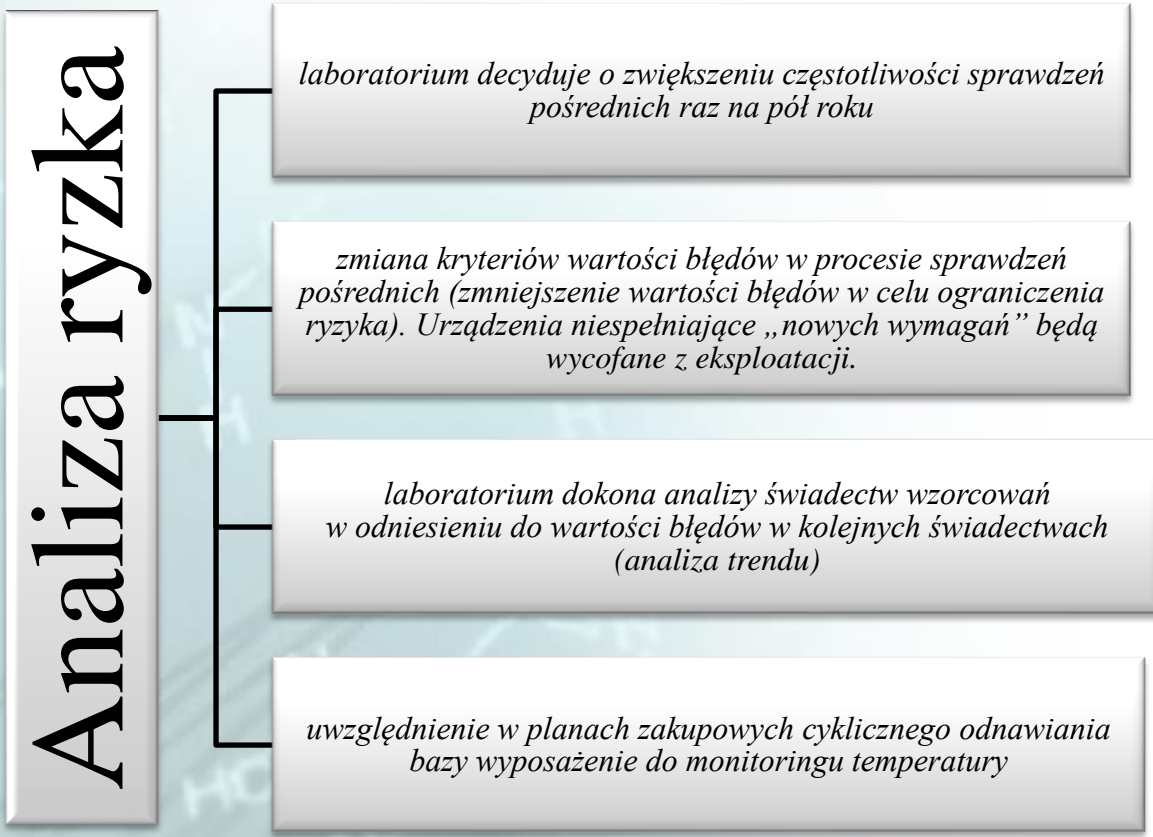 Analiza ryzka
laboratorium decyduje o zwiększeniu częstotliwości sprawdzeń
pośrednich raz na pół roku
zmiana kryteriów wartości błędów w procesie sprawdzeń
pośrednich (zmniejszenie wartości błędów w celu ograniczenia
ryzyka). Urządzenia niespełniające „nowych wymagań” będą
wycofane z eksploatacji.
laboratorium dokona analizy świadectw wzorcowań
w odniesieniu do wartości błędów w kolejnych świadectwach
(analiza trendu)
uwzględnienie w planach zakupowych cyklicznego odnawiania
bazy wyposażenie do monitoringu temperatury